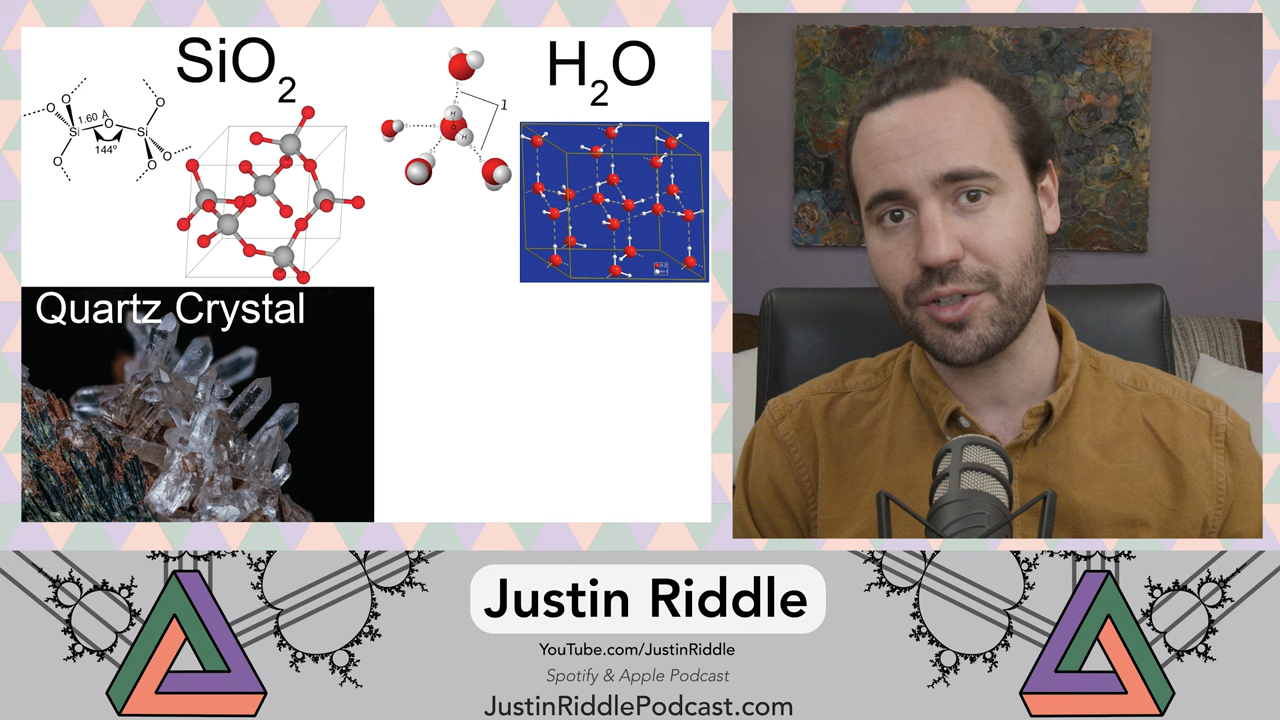 SiO2
H2O
O
O
O
1.60 Å
Si
O
Si
144°
O
O
O
1
H
O
H
Quartz Crystal
Justin Riddle
YouTube.com/JustinRiddle
Spotify & Apple Podcast
JustinRiddlePodcast.com